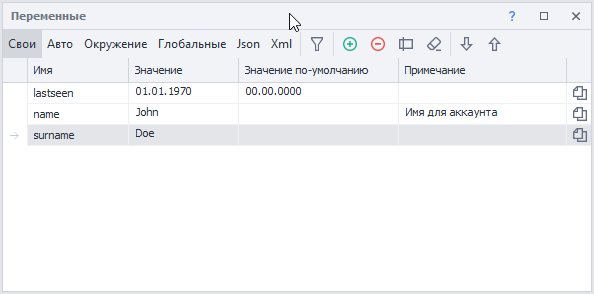 Переменные ?
Свои Авто Окружение Глобальные Json Xml
Имя Значение Значение по-умолчанию Примечание
lastseen 01.01.1970 00.00.0000
name John Имя для аккаунта
surname Doe